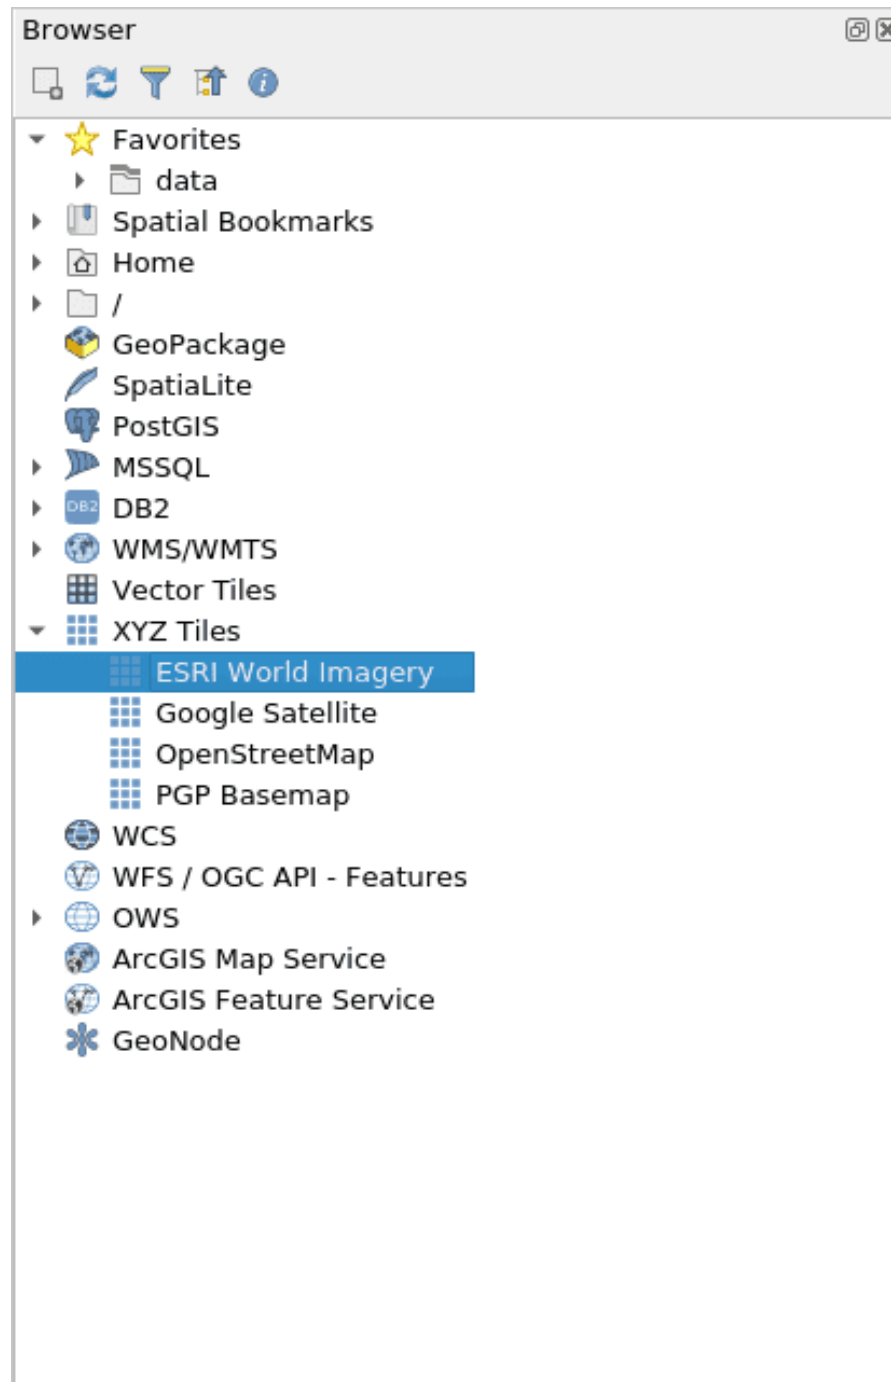 Browser
Favorites
data
Spatial Bookmarks
Home
/
GeoPackage
SpatiaLite
PostGIS
MSSQL
DB2 DB2
WMS/WMTS
Vector Tiles
XYZ Tiles
ESRI World Imagery
Google Satellite
OpenStreetMap
PGP Basemap
WCS
WFS / OGC API - Features
OWS
ArcGIS Map Service
ArcGIS Feature Service
GeoNode